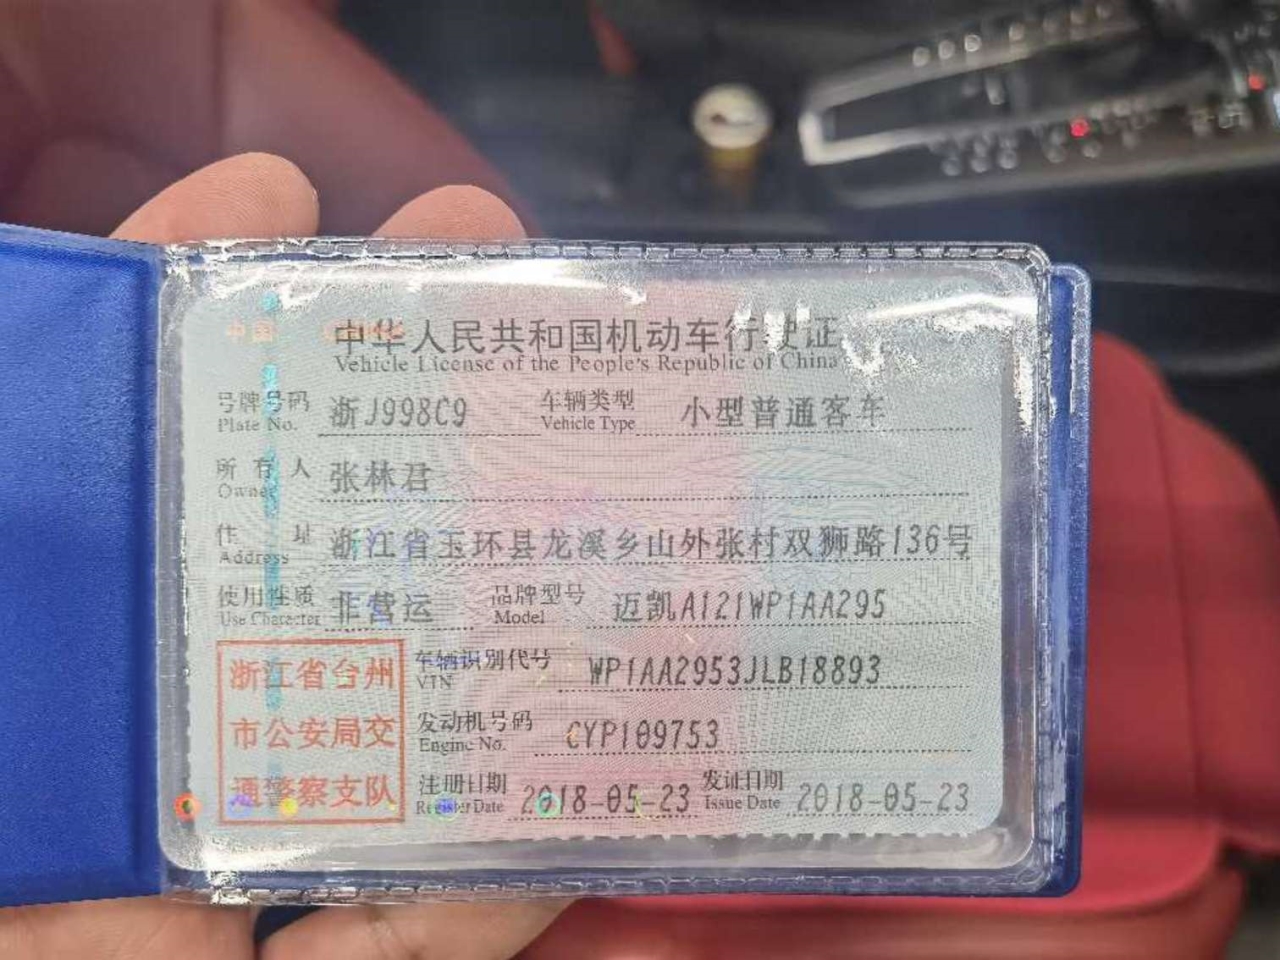 中国
中华人民共和国机动车行驶证
Vehicle License of the People's Republic of China
号牌号码 浙J998C9 车辆类型 小型普通客车
Plate No. Vehicle Type
所有人 张林君
Owner
住址 浙江省玉环县龙溪乡山外张村双狮路136号
Address
使用性质 非营运 品牌型号 迈凯A121WP1AA295
Use Character Model
浙江省台州
市公安局交
通警察支队
车辆识别代号 WP1AA2953JLB18893
VIN
发动机号码 CYP109753
Engine No.
注册日期 2018-05-23 发证日期 2018-05-23
Register Date Issue Date